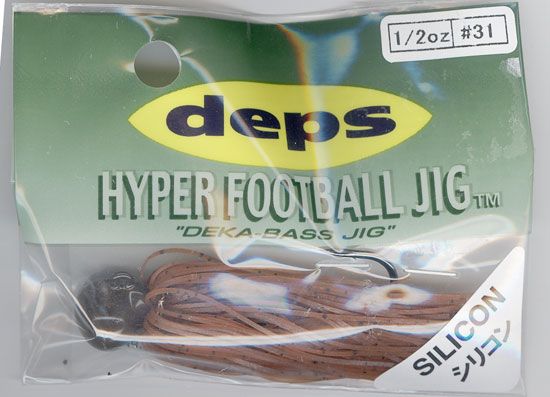 1/2oz #31
deps
HYPER FOOTBALL JIG™
"DEKA-BASS JIG"
SILICON
シリコン